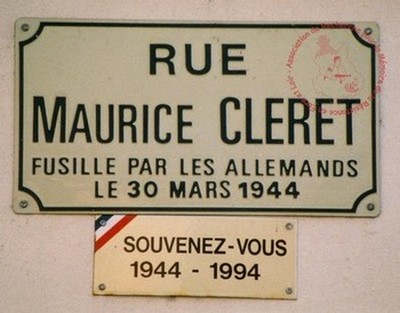 RUE
MAURICE CLERET
FUSILLE PAR LES ALLEMANDS
LE 30 MARS 1944
SOUVENEZ-VOUS
1944 - 1994